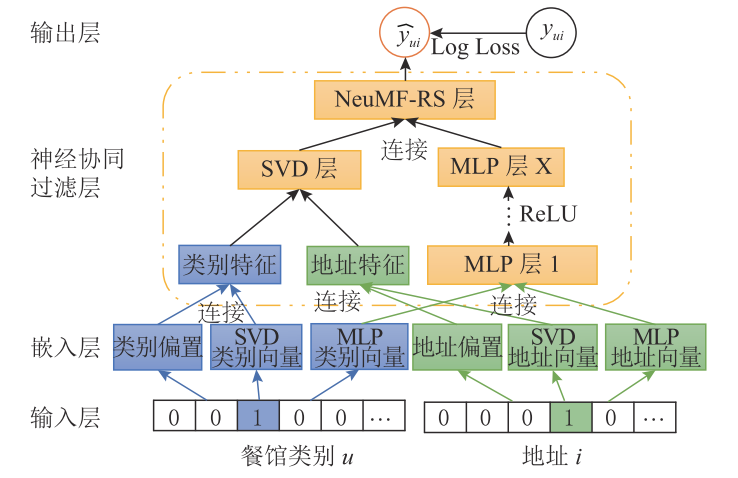 输出层
ŷui
Log Loss
yui
NeuMF-RS 层
连接
神经协同
过滤层
SVD 层
MLP 层 X
ReLU
类别特征
地址特征
MLP 层 1
连接
连接
连接
嵌入层
类别偏置
SVD
类别向量
MLP
类别向量
地址偏置
SVD
地址向量
MLP
地址向量
输入层
0 0 1 0 0 …
0 0 0 1 0 …
餐馆类别 u
地址 i